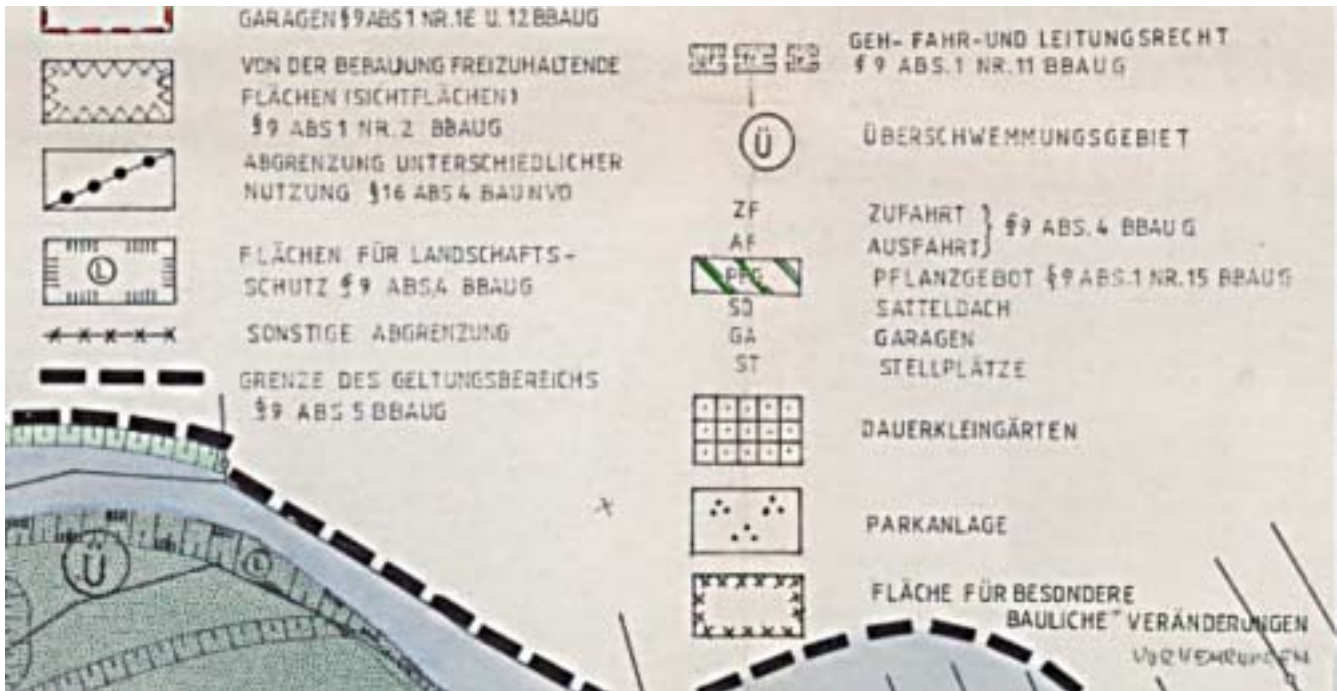 GARAGEN §9 ABS 1 NR.1E U. 12 BBAUG
VON DER BEBAUUNG FREIZUHALTENDE
FLÄCHEN (SICHTFLÄCHEN)
§9 ABS 1 NR. 2 BBAUG
ABGRENZUNG UNTERSCHIEDLICHER
NUTZUNG §16 ABS 4 BAUNVO
L
FLÄCHEN FÜR LANDSCHAFTS-
SCHUTZ §9 ABS.4 BBAUG
SONSTIGE ABGRENZUNG
GRENZE DES GELTUNGSBEREICHS
§9 ABS 5 BBAUG
Ü
L
GEH- FAHR- UND LEITUNGSRECHT
§9 ABS.1 NR.11 BBAUG
Ü ÜBERSCHWEMMUNGSGEBIET
ZF ZUFAHRT } §9 ABS.4 BBAUG
AF AUSFAHRT
PFG PFLANZGEBOT §9 ABS.1 NR.15 BBAUG
SD SATTELDACH
GA GARAGEN
ST STELLPLÄTZE
DAUERKLEINGÄRTEN
PARKANLAGE
FLÄCHE FÜR BESONDERE
BAULICHE VERÄNDERUNGEN